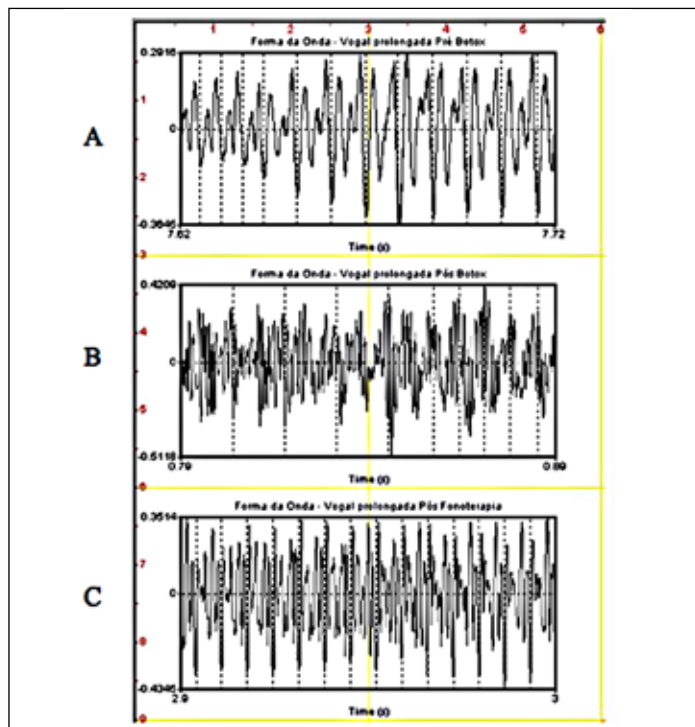 1 2 3 4 5 6
Forma da Onda - Vogal prolongada Pré Botox
0.2916
1
A
0
2
-0.3646
7.62 7.72
Time (s)
3
Forma da Onda - Vogal prolongada Pós Botox
0.4209
4
B
0
5
-0.5116
0.79 0.89
Time (s)
6
Forma da Onda - Vogal prolongada Pós Fonoterapia
0.3514
7
C
0
8
-0.4346
2.9 3
Time (s)
9